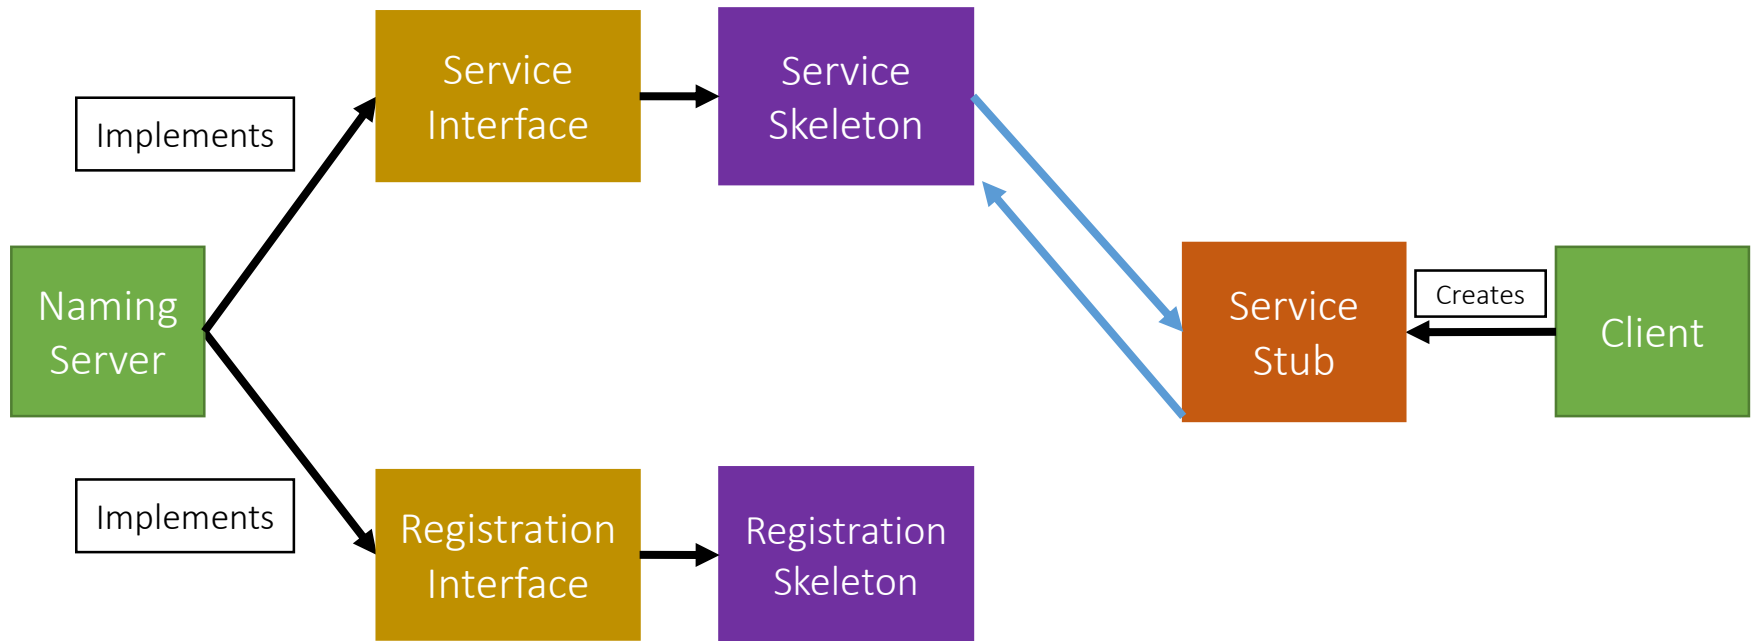 Service
Interface
Service
Skeleton
Implements
Naming
Server
Service
Stub
Creates
Client
Implements
Registration
Interface
Registration
Skeleton